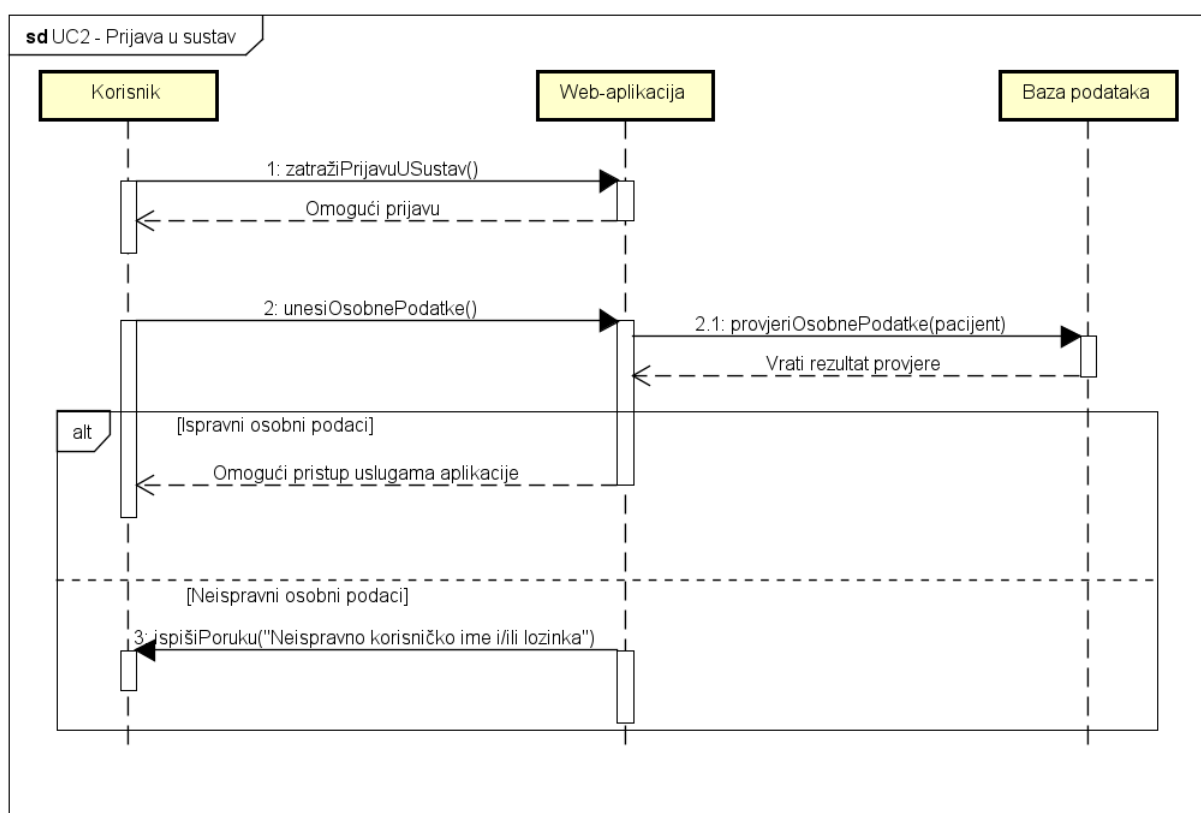 sd UC2 - Prijava u sustav
Korisnik
Web-aplikacija
Baza podataka
1: zatražiPrijavuUSustav()
Omogući prijavu
2: unesiOsobnePodatke()
2.1: provjeriOsobnePodatke(pacijent)
Vrati rezultat provjere
alt
[Ispravni osobni podaci]
Omogući pristup uslugama aplikacije
[Neispravni osobni podaci]
3: ispišiPoruku("Neispravno korisničko ime i/ili lozinka")